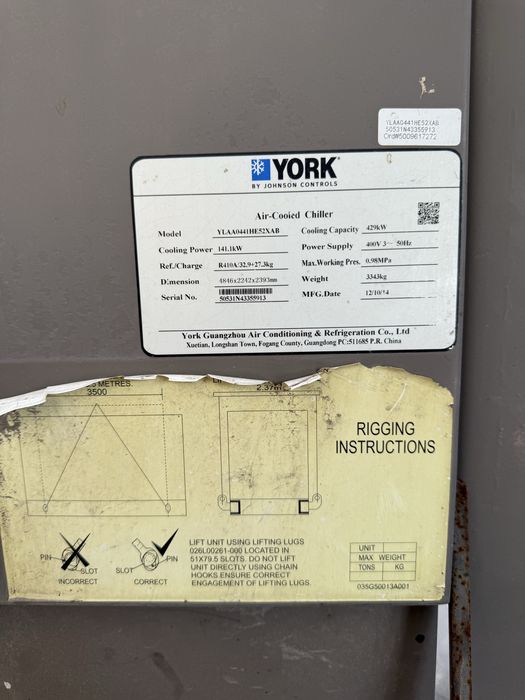 YLAA0441HE52XAB
50531N43355913
Ord#5009617272
YORK
BY JOHNSON CONTROLS
Air-Cooied Chiller
Model YLAA0441HE52XAB Cooling Capacity 429kW
Cooling Power 141.1kW Power Supply 400V 3~ 50Hz
Ref./Charge R410A/32.9+27.3kg Max.Working Pres. 0.98MPa
Dimension 4846x2242x2393mm Weight 3343kg
Serial No. 50531N43355913 MFG.Date 12/10/14
York Guangzhou Air Conditioning & Refrigeration Co., Ltd
Xuetian, Longshan Town, Fogang County, Guangdong PC:511685 P.R. China
METRES.
3500
RIGGING
INSTRUCTIONS
PIN
SLOT
INCORRECT
SLOT
PIN
CORRECT
LIFT UNIT USING LIFTING LUGS
026L00261-000 LOCATED IN
51X79.5 SLOTS. DO NOT LIFT
UNIT DIRECTLY USING CHAIN
HOOKS.ENSURE CORRECT
ENGAGEMENT OF LIFTING LUGS.
UNIT
MAX WEIGHT
TONS KG
035G50013A001